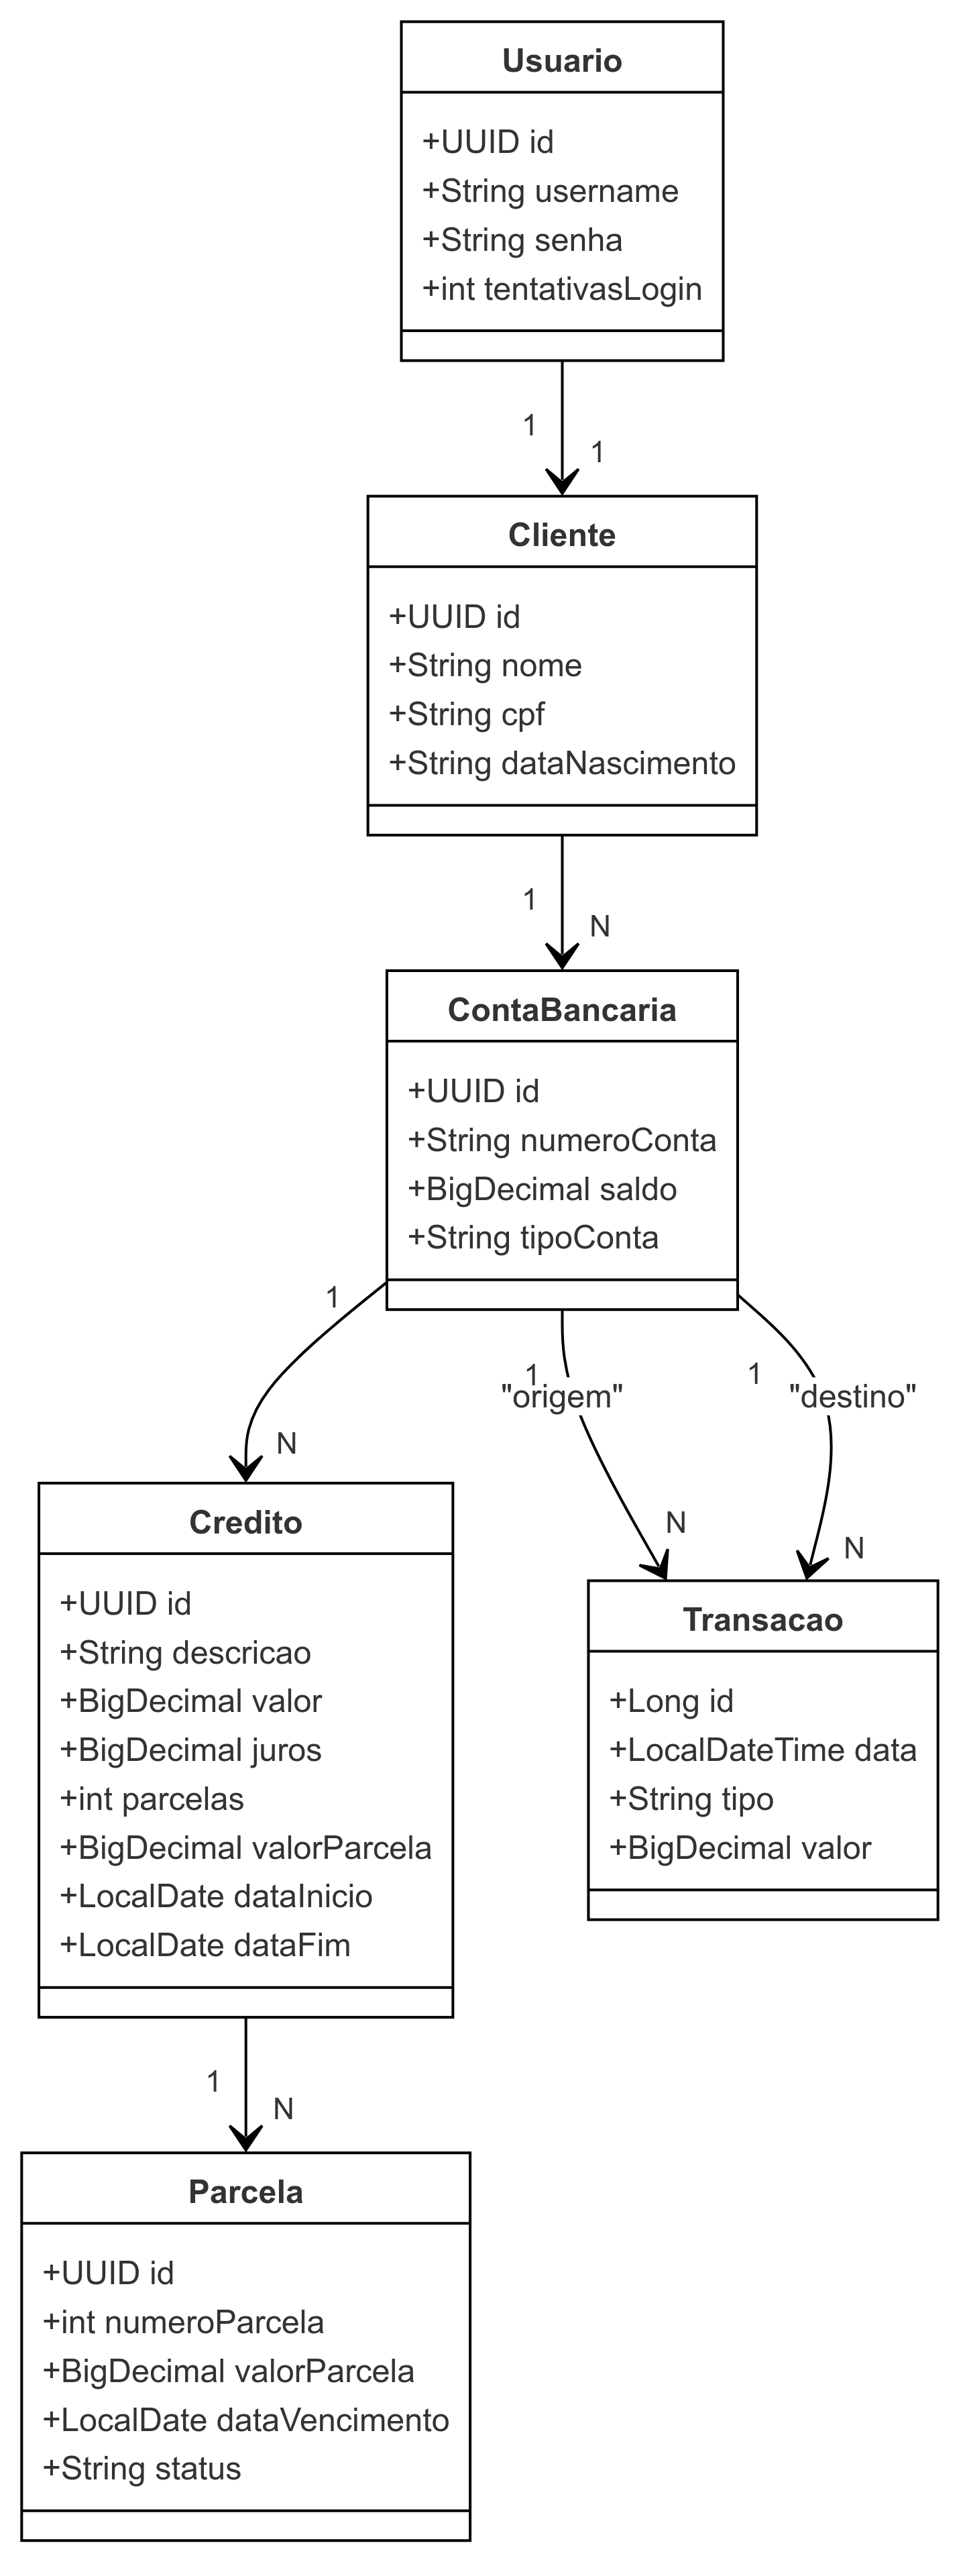 Usuario
+UUID id
+String username
+String senha
+int tentativasLogin
1
1
Cliente
+UUID id
+String nome
+String cpf
+String dataNascimento
1
N
ContaBancaria
+UUID id
+String numeroConta
+BigDecimal saldo
+String tipoConta
1
N
1
"origem"
N
1
"destino"
N
Credito
+UUID id
+String descricao
+BigDecimal valor
+BigDecimal juros
+int parcelas
+BigDecimal valorParcela
+LocalDate dataInicio
+LocalDate dataFim
Transacao
+Long id
+LocalDateTime data
+String tipo
+BigDecimal valor
1
N
Parcela
+UUID id
+int numeroParcela
+BigDecimal valorParcela
+LocalDate dataVencimento
+String status